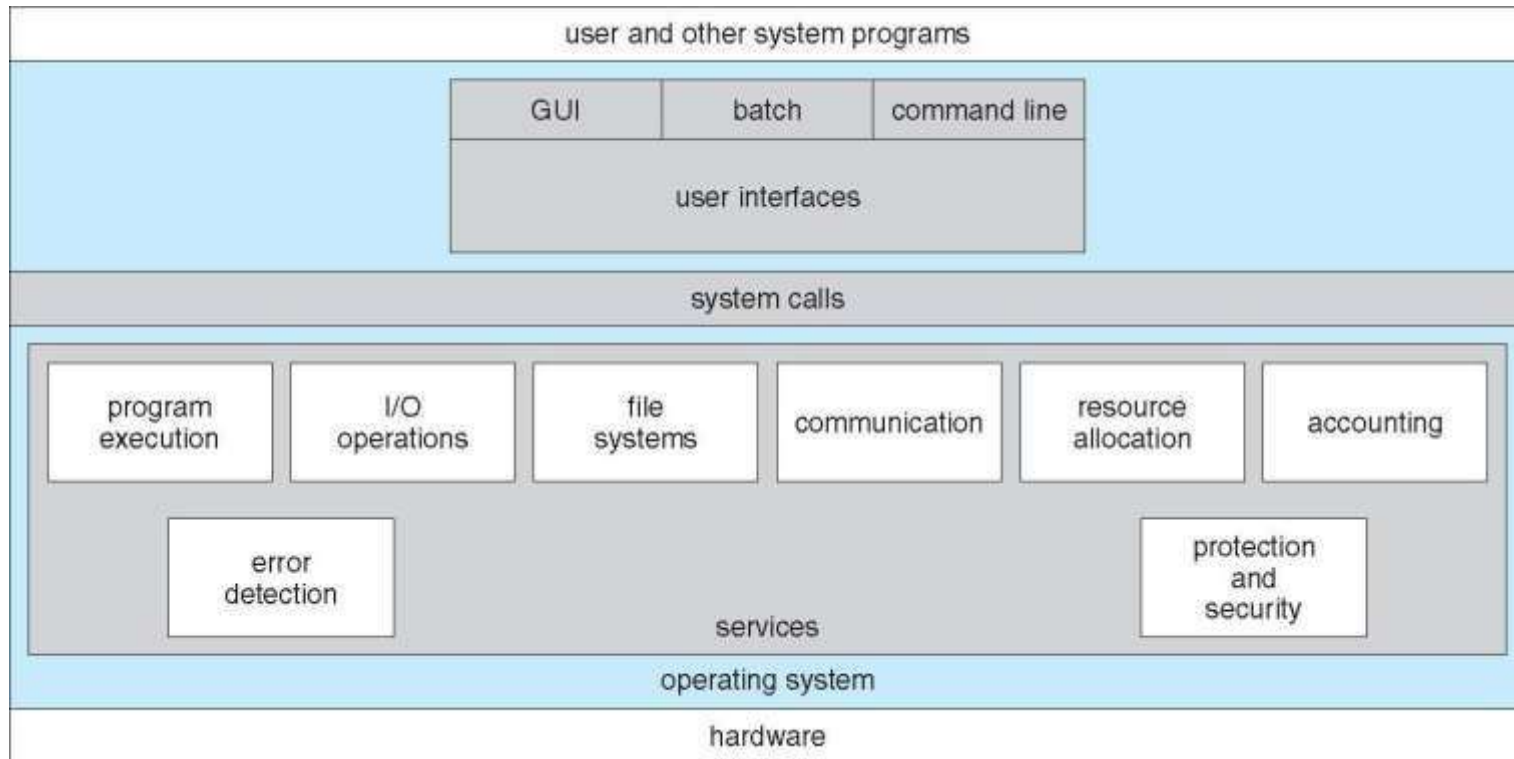 user and other system programs
GUI
batch
command line
user interfaces
system calls
program
execution
I/O
operations
file
systems
communication
resource
allocation
accounting
error
detection
protection
and
security
services
operating system
hardware